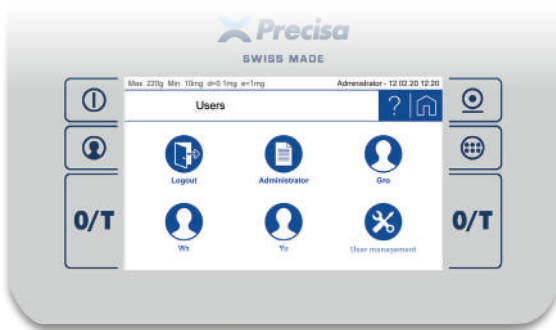 Precisa
SWISS MADE
Max 220g Min 10mg d=0.1mg e=1mg Administrator - 12.02.20 12:20
Users ?
Logout Administrator Gro
Ws Yo User management
0/T 0/T